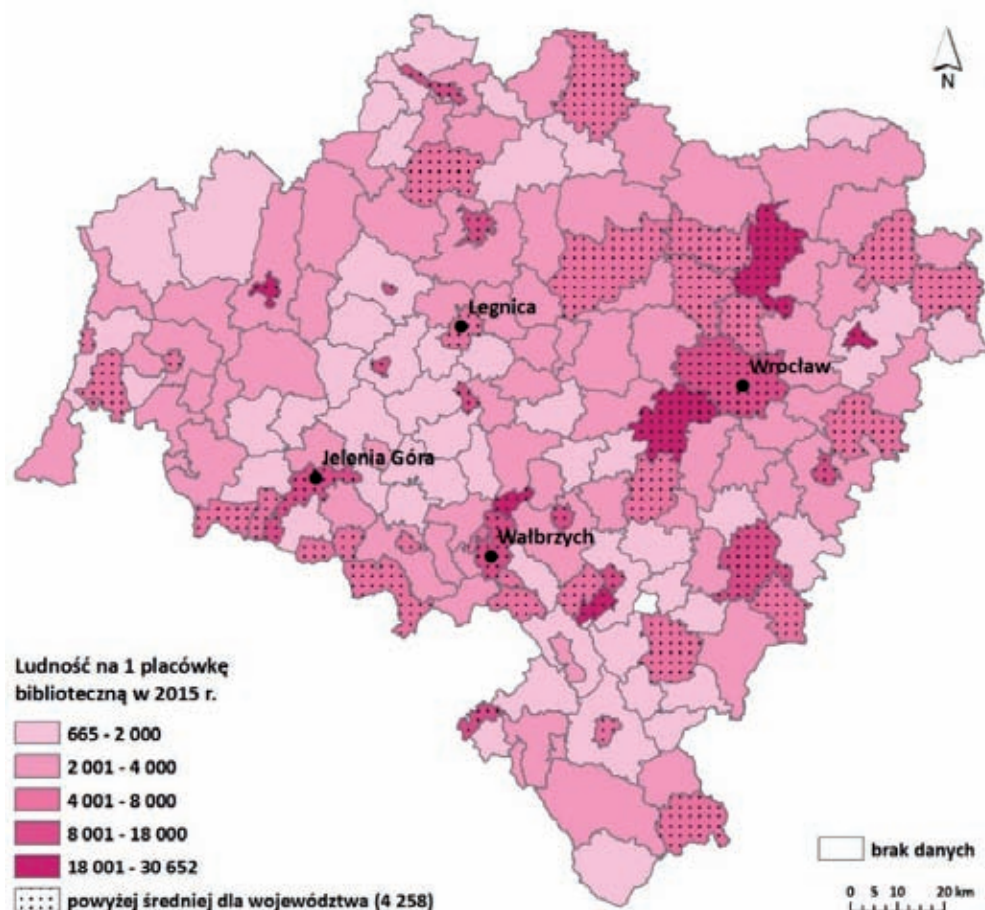 N
Legnica
Wrocław
Jelenia Góra
Wałbrzych
Ludność na 1 placówkę
biblioteczną w 2015 r.
665 - 2 000
2 001 - 4 000
4 001 - 8 000
8 001 - 18 000
18 001 - 30 652
powyżej średniej dla województwa (4 258)
brak danych
0 5 10 20 km